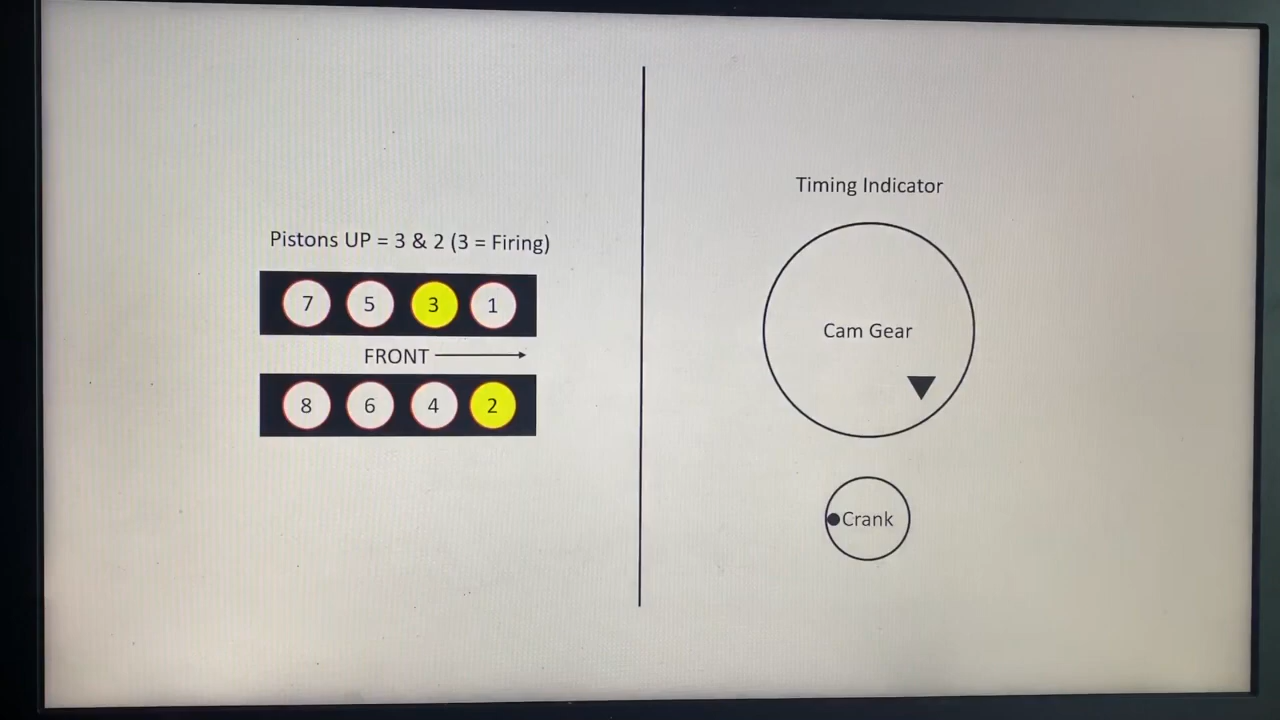 Pistons UP = 3 & 2 (3 = Firing)
7 5 3 1
FRONT
8 6 4 2
Timing Indicator
Cam Gear
Crank